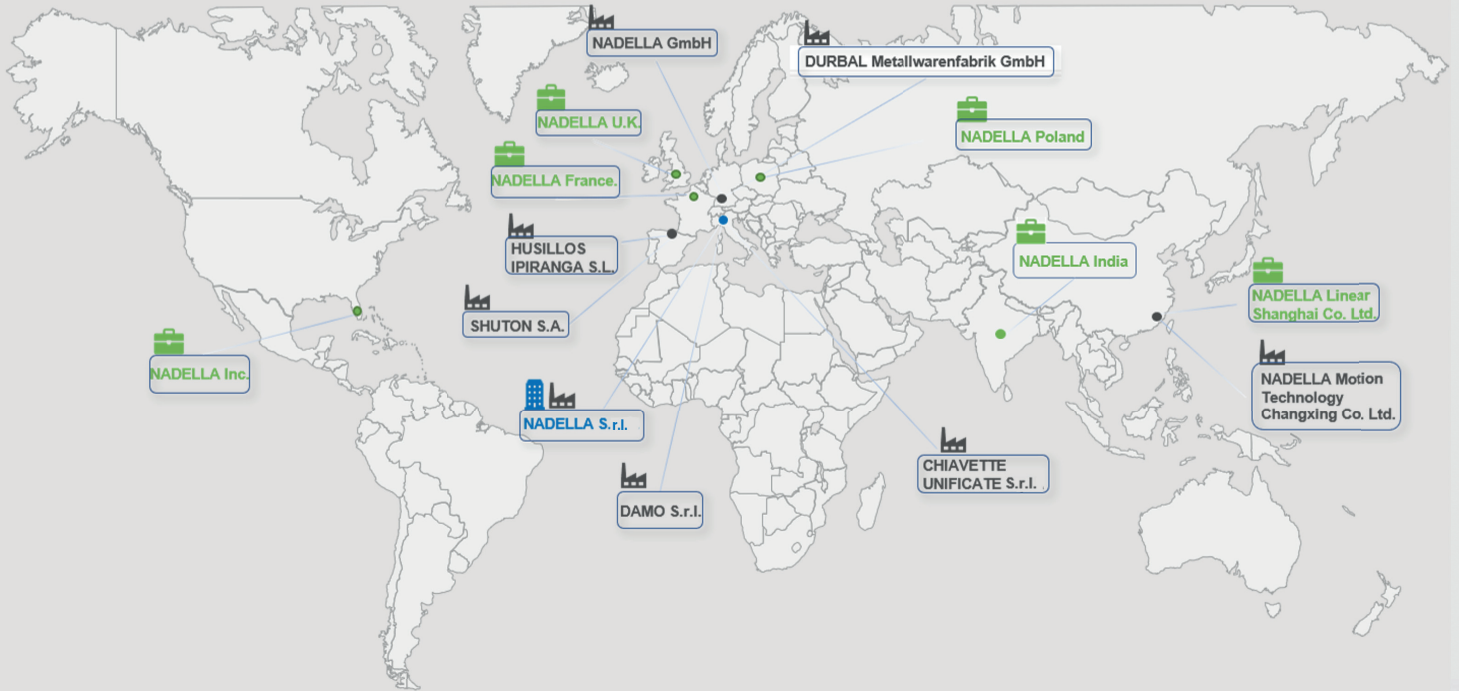 NADELLA GmbH
DURBAL Metallwarenfabrik GmbH
NADELLA U.K.
NADELLA Poland
NADELLA France.
HUSILLOS
IPIRANGA S.L.
NADELLA India
NADELLA Linear
Shanghai Co. Ltd.
SHUTON S.A.
NADELLA Inc.
NADELLA Motion
Technology
Changxing Co. Ltd.
NADELLA S.r.l.
CHIAVETTE
UNIFICATE S.r.l.
DAMO S.r.l.